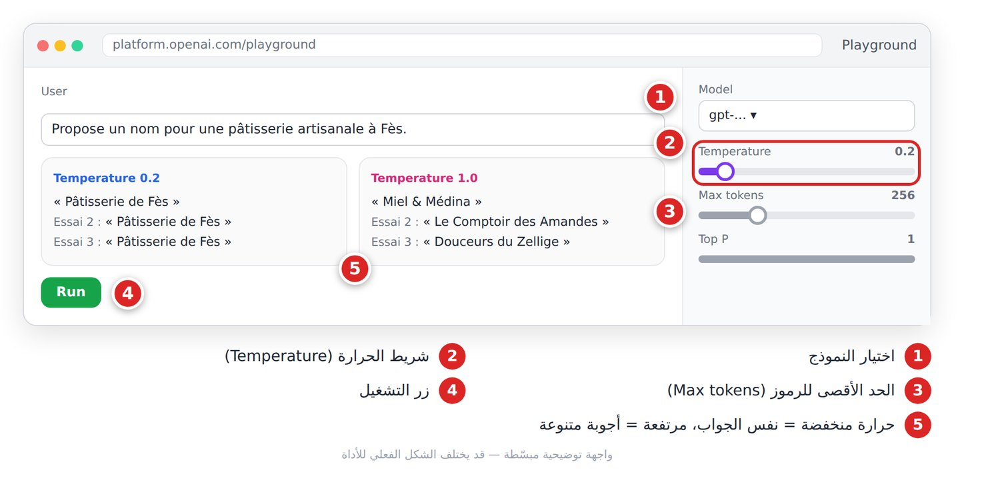 platform.openai.com/playground
Playground
User
1
Propose un nom pour une pâtisserie artisanale à Fès.
Temperature 0.2
« Pâtisserie de Fès »
Essai 2 : « Pâtisserie de Fès »
Essai 3 : « Pâtisserie de Fès »
Temperature 1.0
« Miel & Médina »
Essai 2 : « Le Comptoir des Amandes »
Essai 3 : « Douceurs du Zellige »
5
Run
4
Model
gpt-... ▾
2
Temperature 0.2
3
Max tokens 256
Top P 1
1 اختيار النموذج
2 شريط الحرارة (Temperature)
3 الحد الأقصى للرموز (Max tokens)
4 زر التشغيل
5 حرارة منخفضة = نفس الجواب، مرتفعة = أجوبة متنوعة
واجهة توضيحية مبسّطة — قد يختلف الشكل الفعلي للأداة